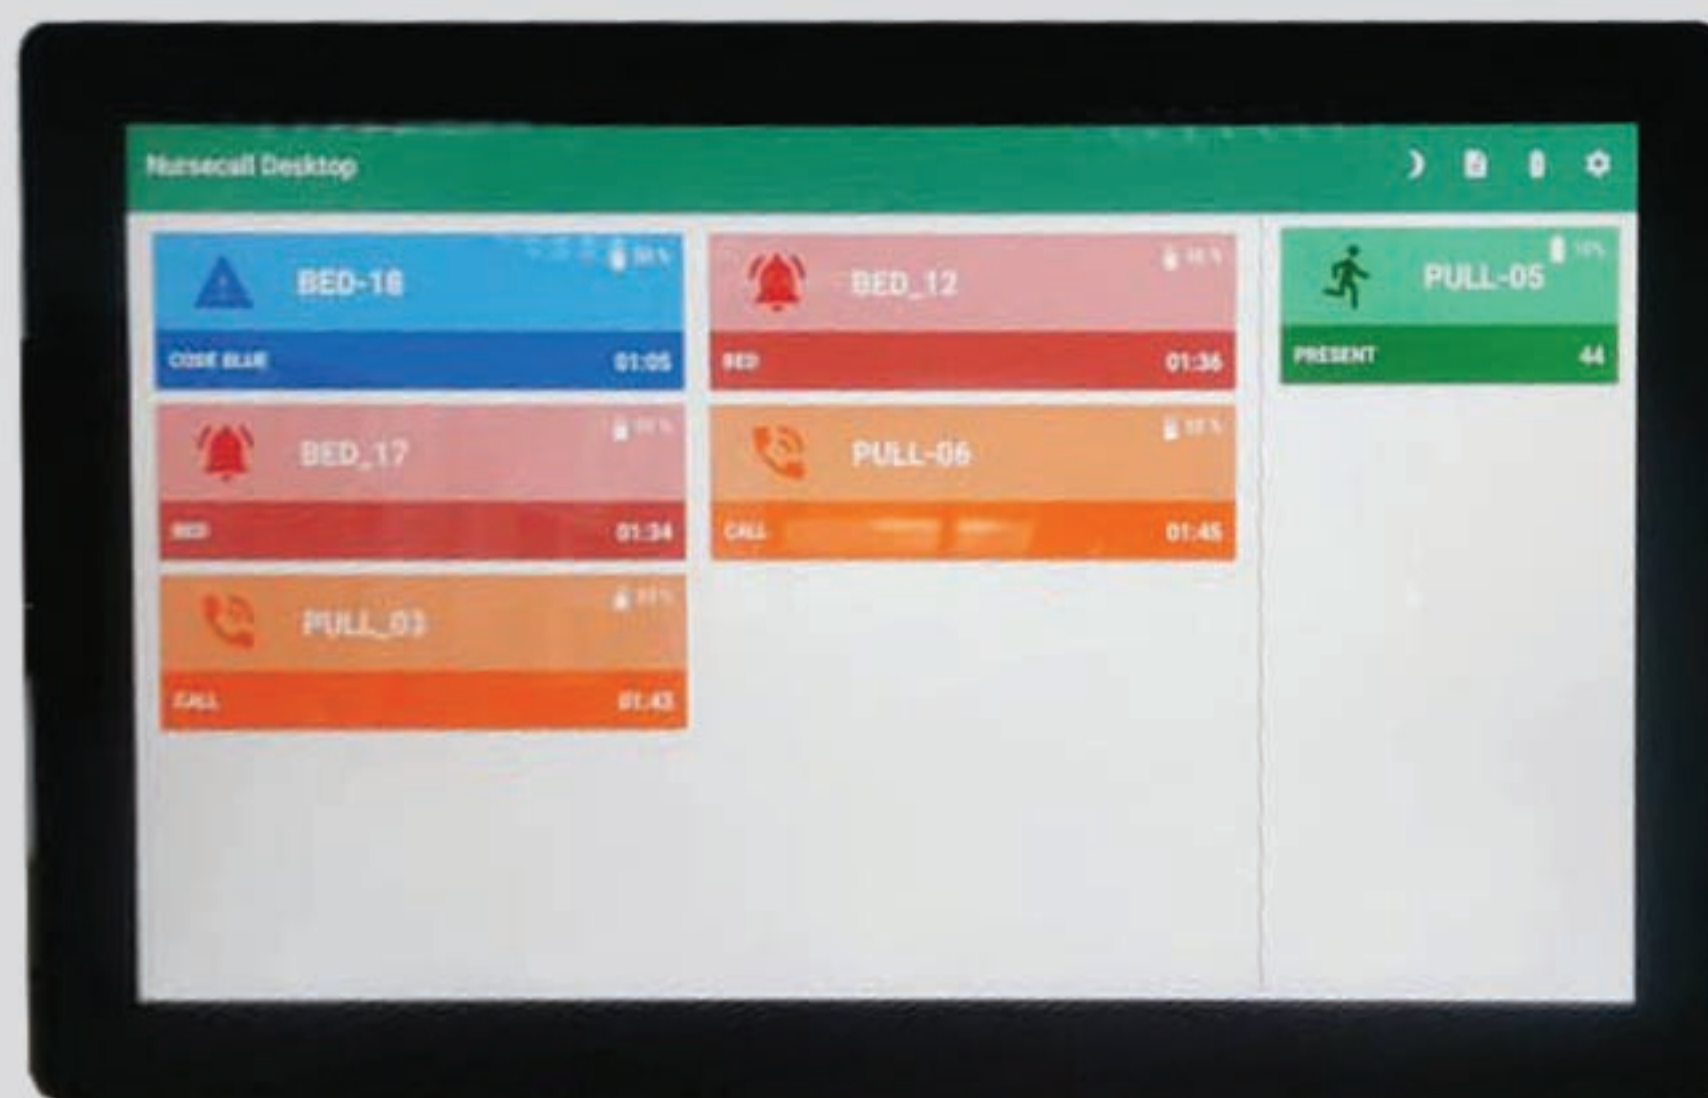 Nursecall Desktop
BED-18
CODE BLUE 01:05
BED_12
BED 01:36
PULL-05
PRESENT 44
BED_17
BED 01:34
PULL-06
CALL 01:45
PULL_03
CALL 01:43